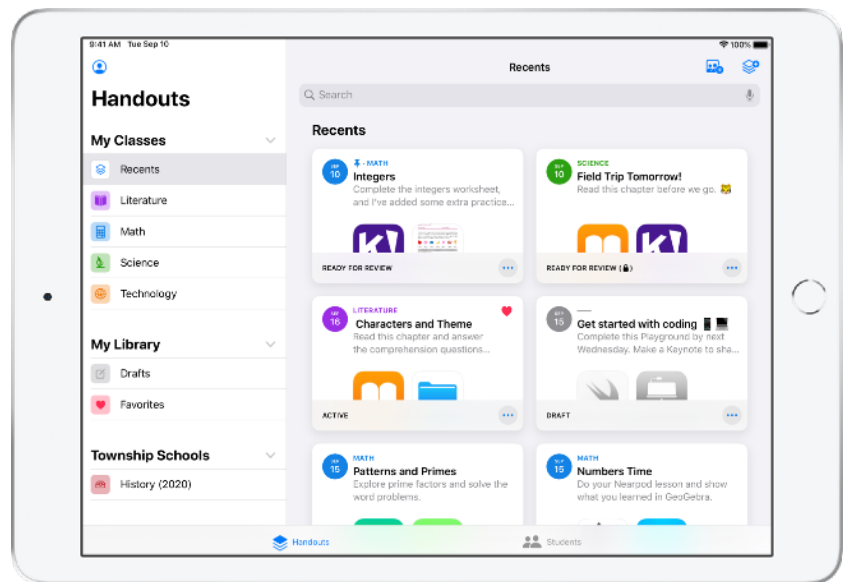 9:41 AM Tue Sep 10
100%
Handouts
My Classes
Recents
Literature
Math
Science
Technology
My Library
Drafts
Favorites
Township Schools
History (2020)
Recents
Search
Recents
SEP
10
MATH
Integers
Complete the integers worksheet,
and I've added some extra practice...
K!
READY FOR REVIEW
SEP
10
SCIENCE
Field Trip Tomorrow!
Read this chapter before we go. 🐯
K!
READY FOR REVIEW (🔒)
SEP
16
LITERATURE
Characters and Theme
Read this chapter and answer
the comprehension questions...
ACTIVE
SEP
15
Get started with coding 📱 💻
Complete this Playground by next
Wednesday. Make a Keynote to sha...
DRAFT
SEP
15
MATH
Patterns and Primes
Explore prime factors and solve the
word problems.
SEP
15
MATH
Numbers Time
Do your Nearpod lesson and show
what you learned in GeoGebra.
Handouts
Students